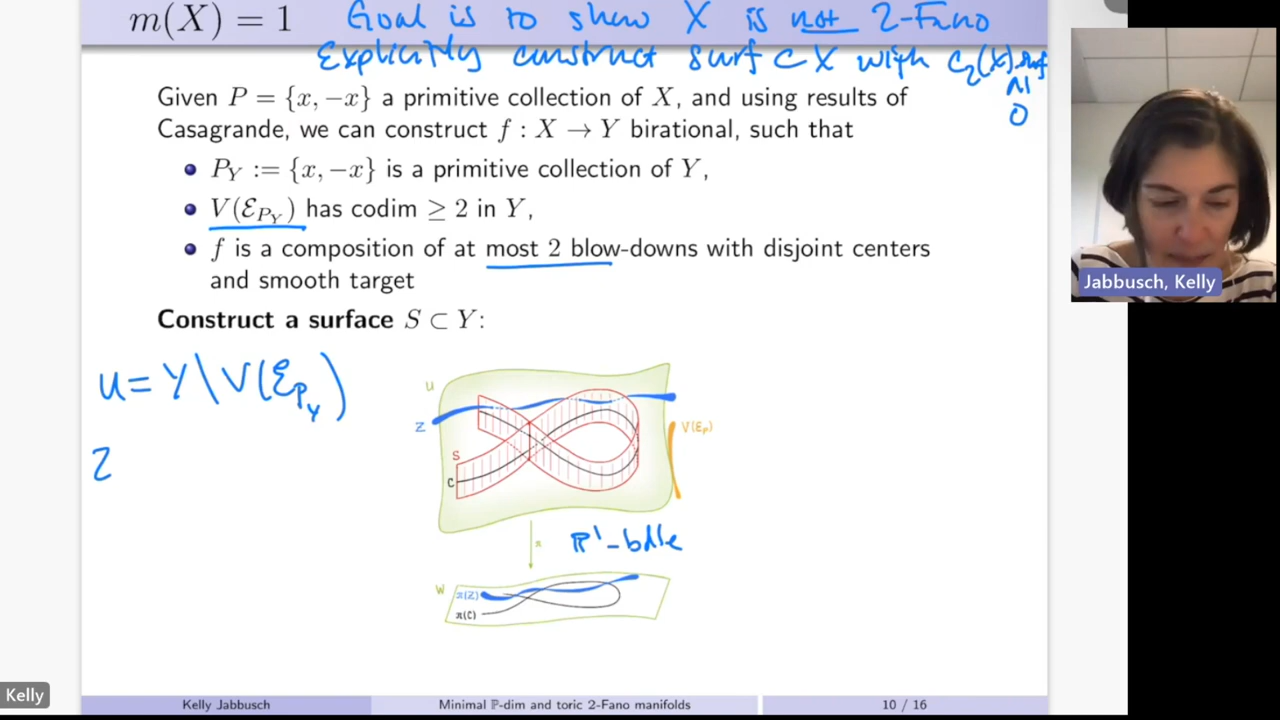 m(X) = 1 Goal is to show X is not 2-Fano
Explicitly construct surf ⊂ X with c₂(X)·surf
∧1
0
Given P = {x, −x} a primitive collection of X, and using results of
Casagrande, we can construct f : X → Y birational, such that
• P_Y := {x, −x} is a primitive collection of Y,
• V(ℰ_{P_Y}) has codim ≥ 2 in Y,
• f is a composition of at most 2 blow-downs with disjoint centers
and smooth target
Construct a surface S ⊂ Y:
U = Y \ V(ℰ_{P_Y})
Z
U
Z
S
C
V(ℰ_P)
π
ℙ¹-bdle
W
π(Z)
π(C)
Jabbusch, Kelly
Kelly
Kelly Jabbusch Minimal ℙ-dim and toric 2-Fano manifolds 10 / 16